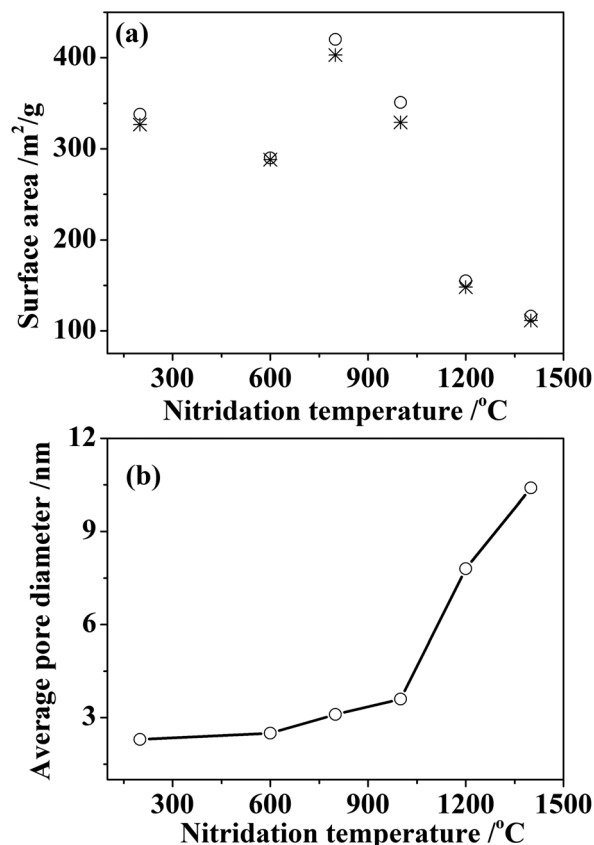 (a)
400
300
200
100
Surface area /m²/g
300 600 900 1200 1500
Nitridation temperature /°C
(b)
12
9
6
3
Average pore diameter /nm
300 600 900 1200 1500
Nitridation temperature /°C